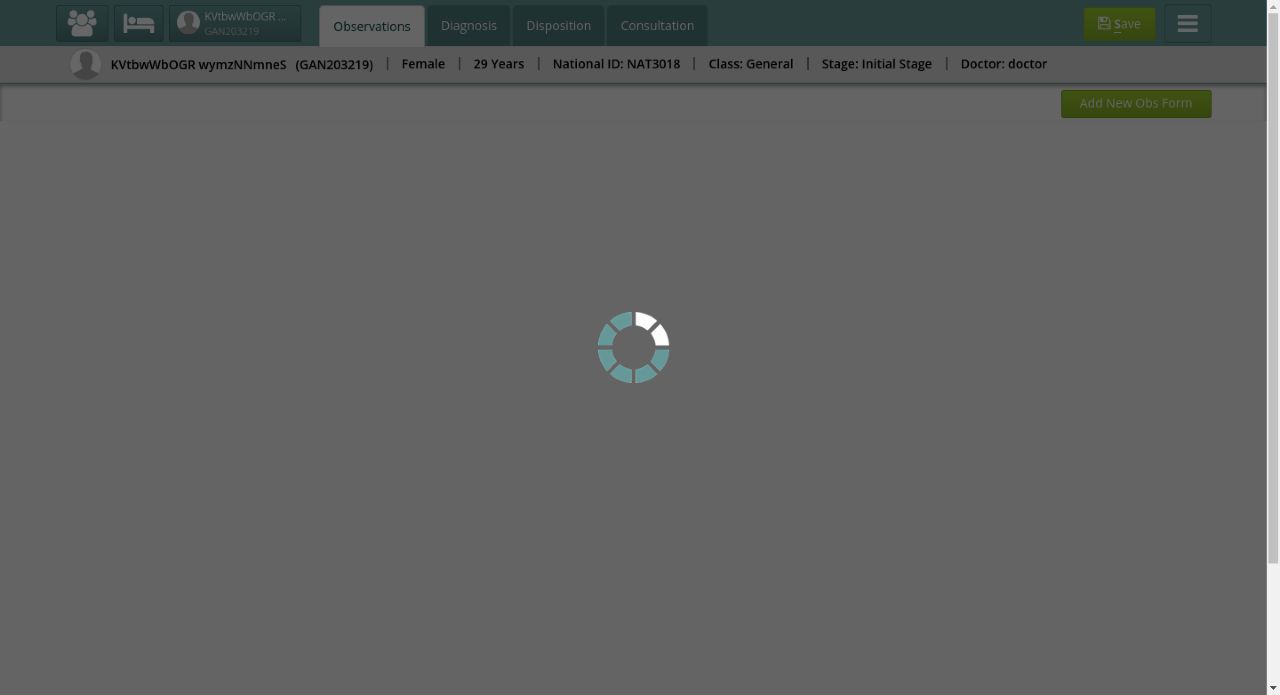 KVtbwWbOGR ...
GAN203219
Observations
Diagnosis
Disposition
Consultation
Save
KVtbwWbOGR wymzNNmneS (GAN203219) | Female | 29 Years | National ID: NAT3018 | Class: General | Stage: Initial Stage | Doctor: doctor
Add New Obs Form